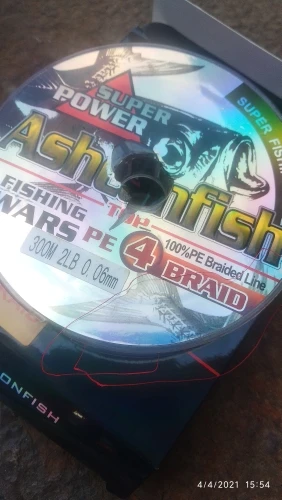 SUPER
POWER
SUPER FISHI
Ashconfish
FISHING
WARS PE 4 BRAID
TOP
100%PE Braided Line
300M 2LB 0.06mm
ONFISH
4/4/2021 15:54